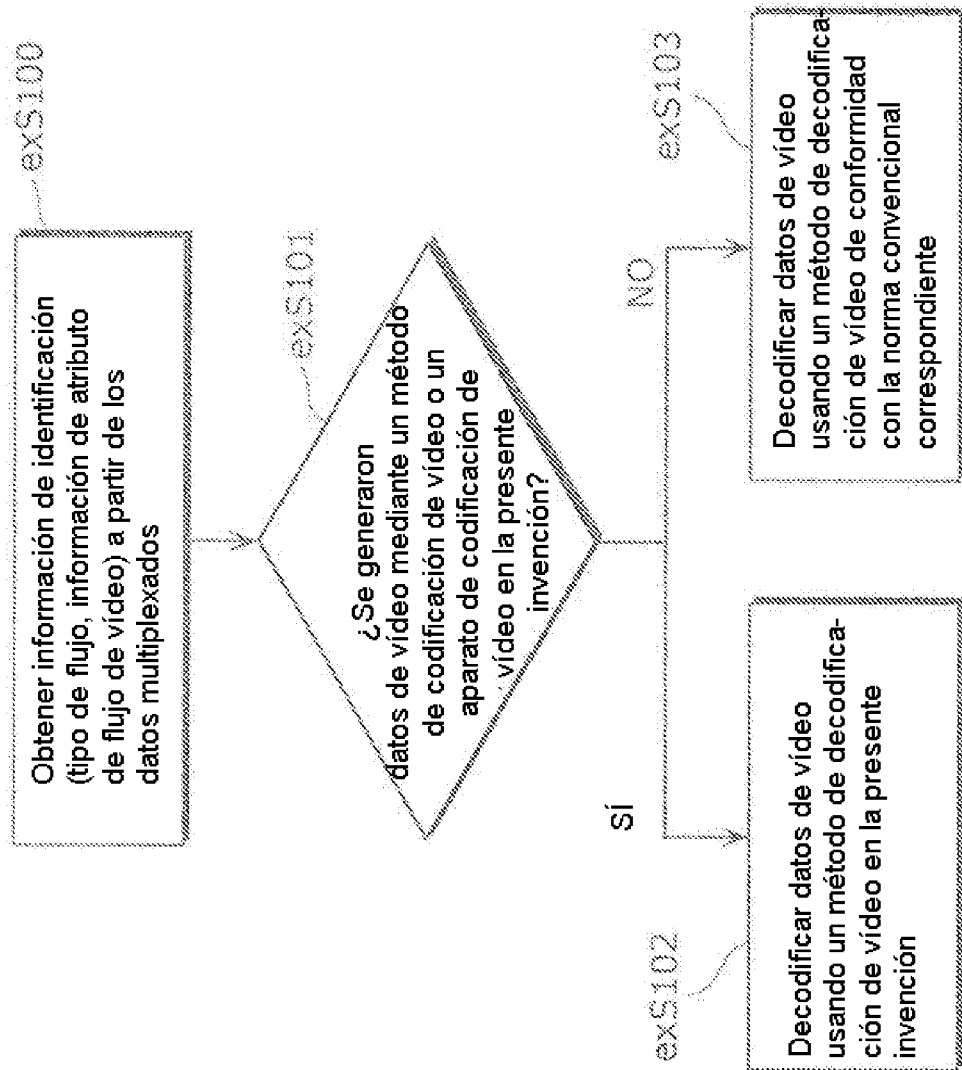 exS100
Obtener información de identificación
(tipo de flujo, información de atributo
de flujo de vídeo) a partir de los
datos multiplexados
exS101
¿Se generaron
datos de vídeo mediante un método
de codificación de vídeo o un
aparato de codificación de
vídeo en la presente
invención?
SÍ
NO
exS102
Decodificar datos de vídeo
usando un método de decodifica-
ción de vídeo en la presente
invención
exS103
Decodificar datos de vídeo
usando un método de decodifica-
ción de vídeo de conformidad
con la norma convencional
correspondiente